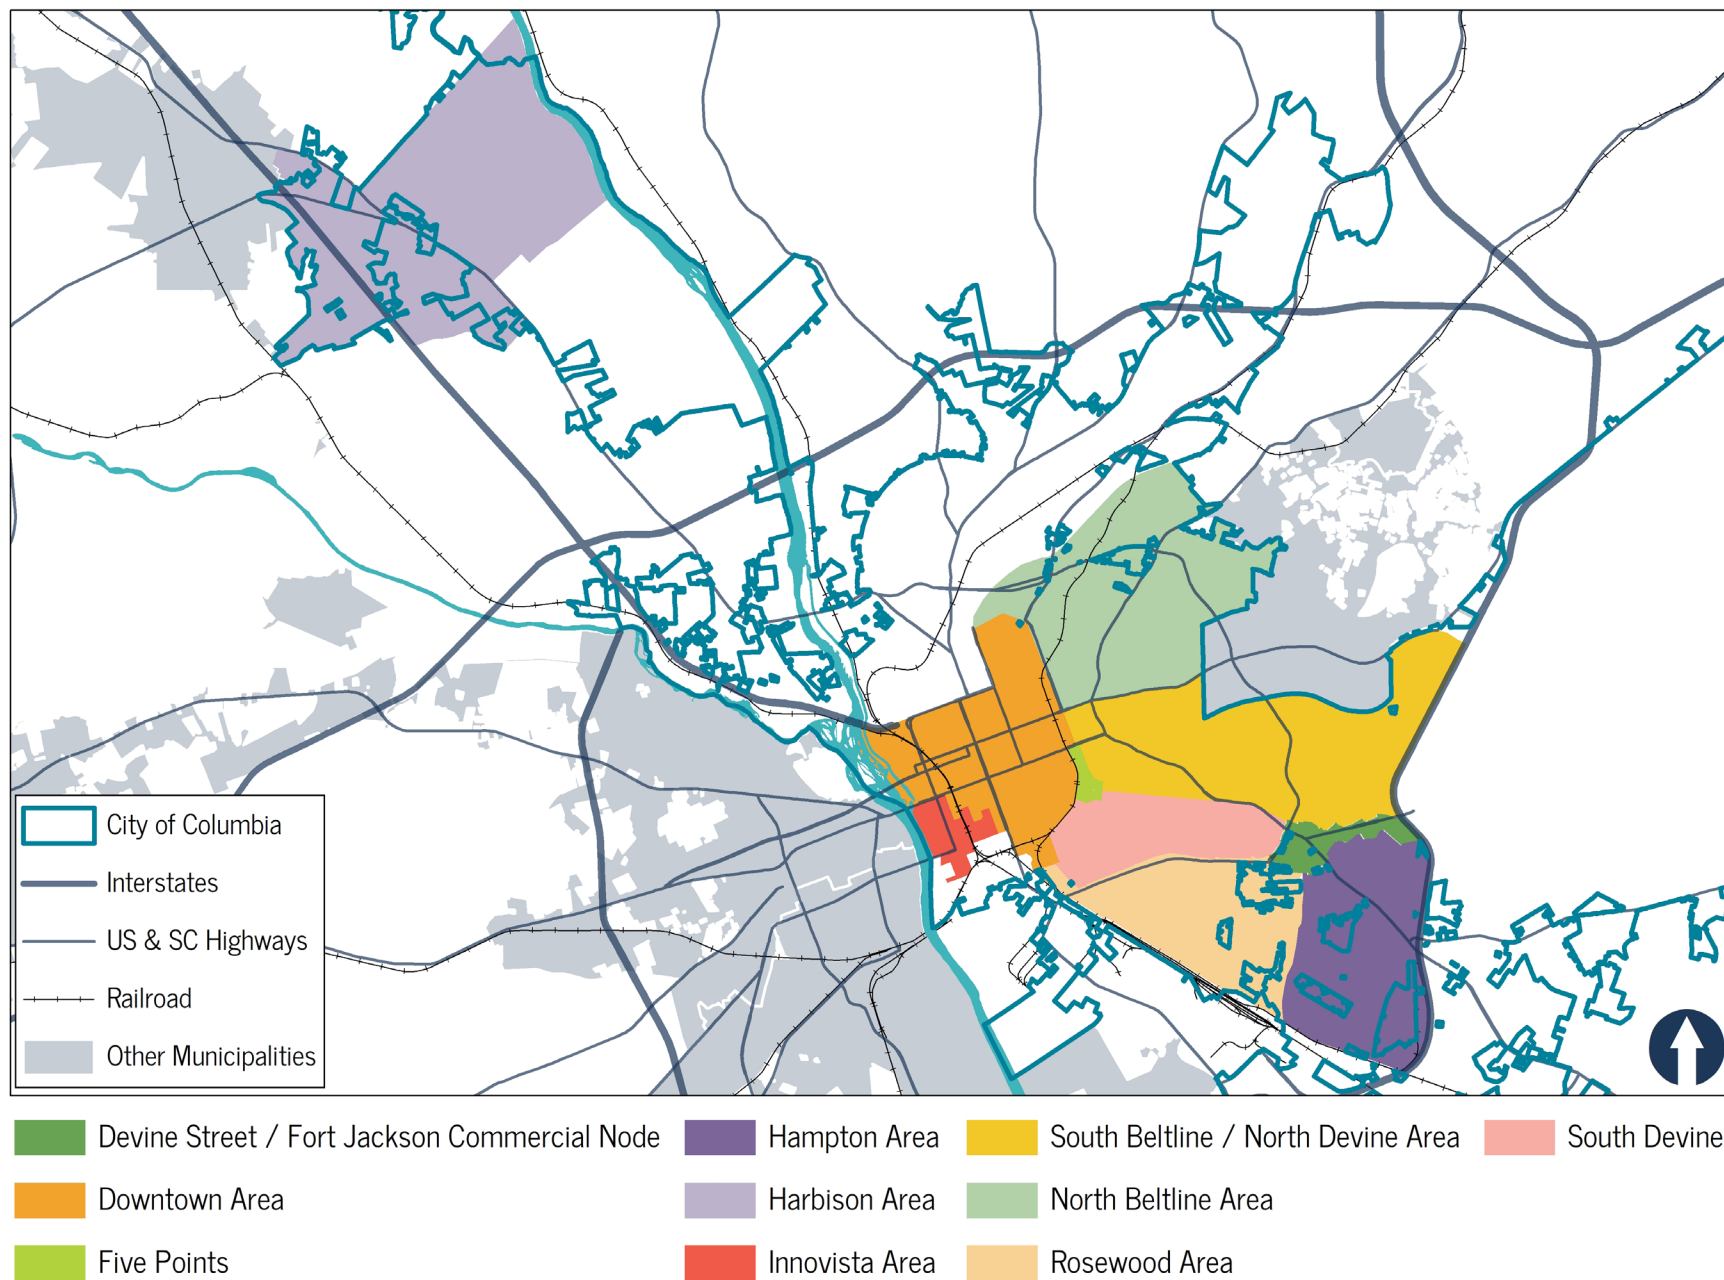 City of Columbia
Interstates
US & SC Highways
Railroad
Other Municipalities
Devine Street / Fort Jackson Commercial Node
Hampton Area
South Beltline / North Devine Area
South Devine
Downtown Area
Harbison Area
North Beltline Area
Five Points
Innovista Area
Rosewood Area